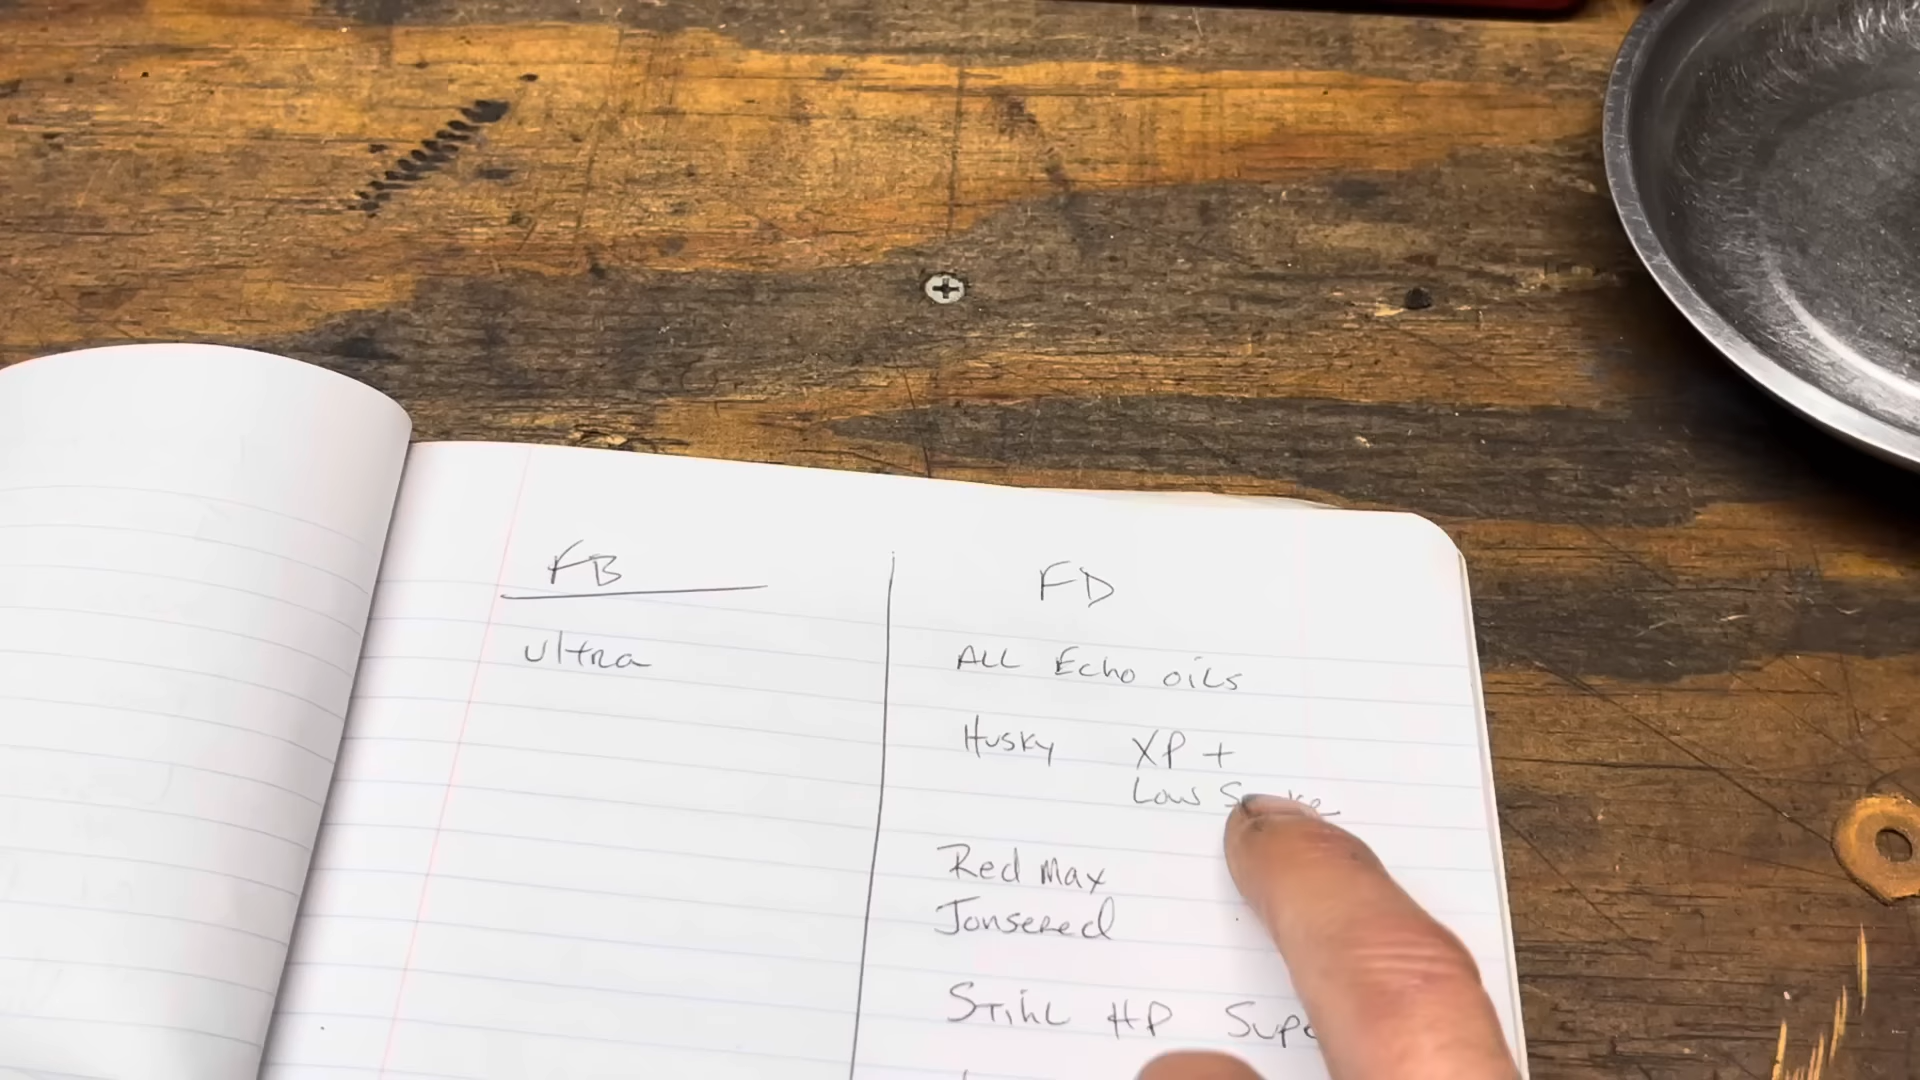 FB
ultra
FD
ALL Echo oils
Husky XP +
Low
Red Max
Jonsered
Stihl HP